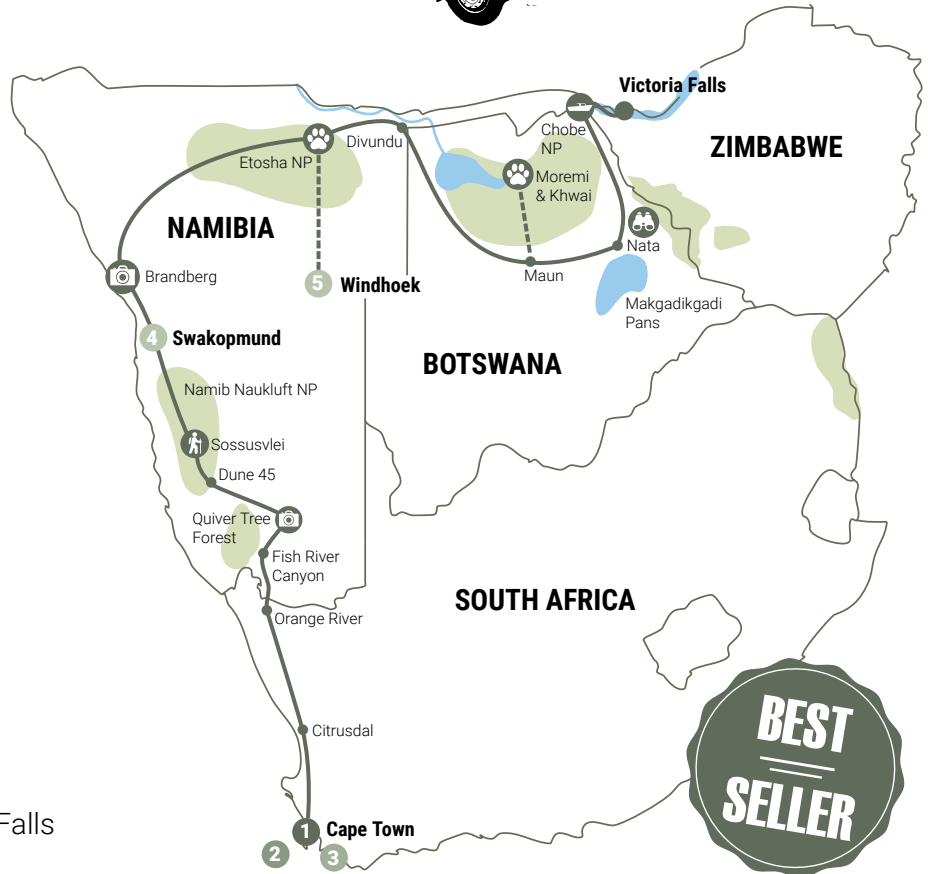 Victoria Falls
ZIMBABWE
Chobe
NP
Divundu
Etosha NP
Moremi
& Khwai
NAMIBIA
Nata
Maun
Brandberg
5 Windhoek
Makgadikgadi
Pans
4 Swakopmund
BOTSWANA
Namib Naukluft NP
Sossusvlei
Dune 45
Quiver Tree
Forest
Fish River
Canyon
SOUTH AFRICA
Orange River
Citrusdal
BEST
SELLER
Falls
1 Cape Town
2
3